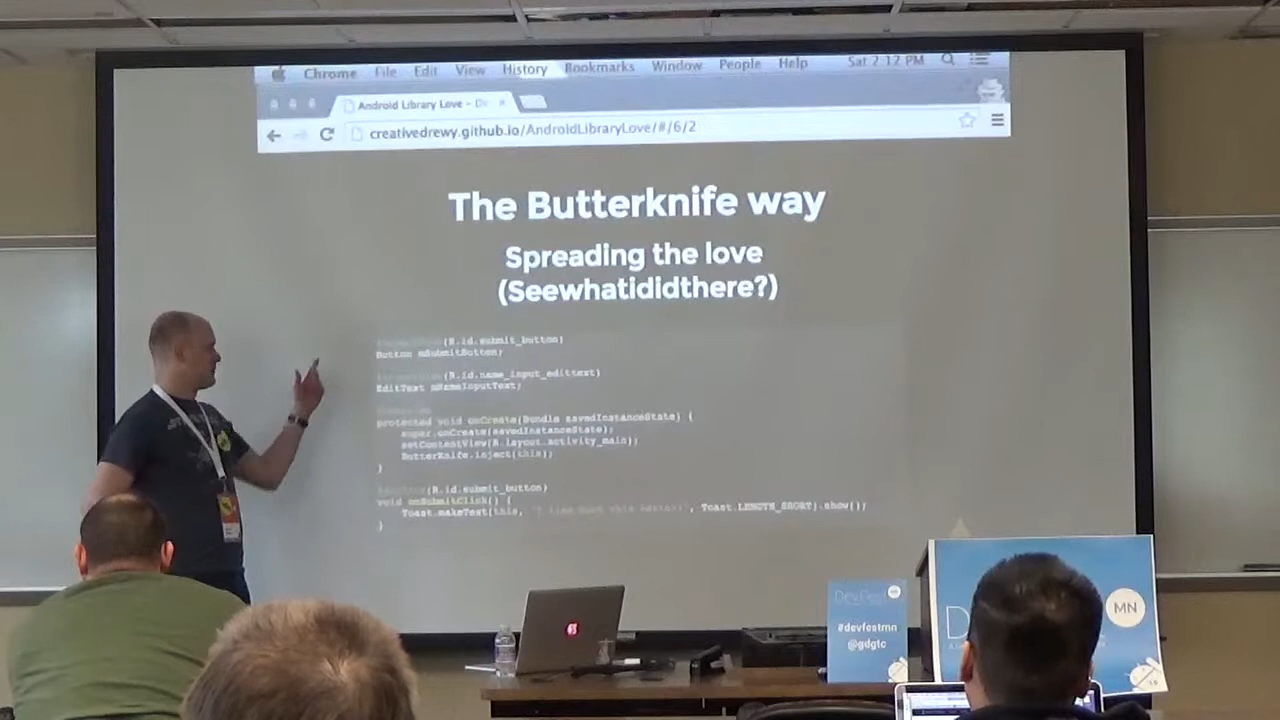 Chrome File Edit View History Bookmarks Window People Help Sat 2 12 PM
Android Library Love - De
creativedrewy.github.io/AndroidLibraryLove/#/6/2
The Butterknife way
Spreading the love
(Seewhatididthere?)
(R.id.submit_button)
Button mSubmitButton;
(R.id.name_input_edittext)
EditText mNameInputText;
protected void onCreate(Bundle savedInstanceState) {
super.onCreate(savedInstanceState);
setContentView(R.layout.activity_main);
ButterKnife.inject(this);
}
(R.id.submit_button)
void onSubmitClick() {
Toast.makeText(this, Toast.LENGTH_SHORT).show();
}
DevFest MN
#devfestmn
@gdgtc
D
MN